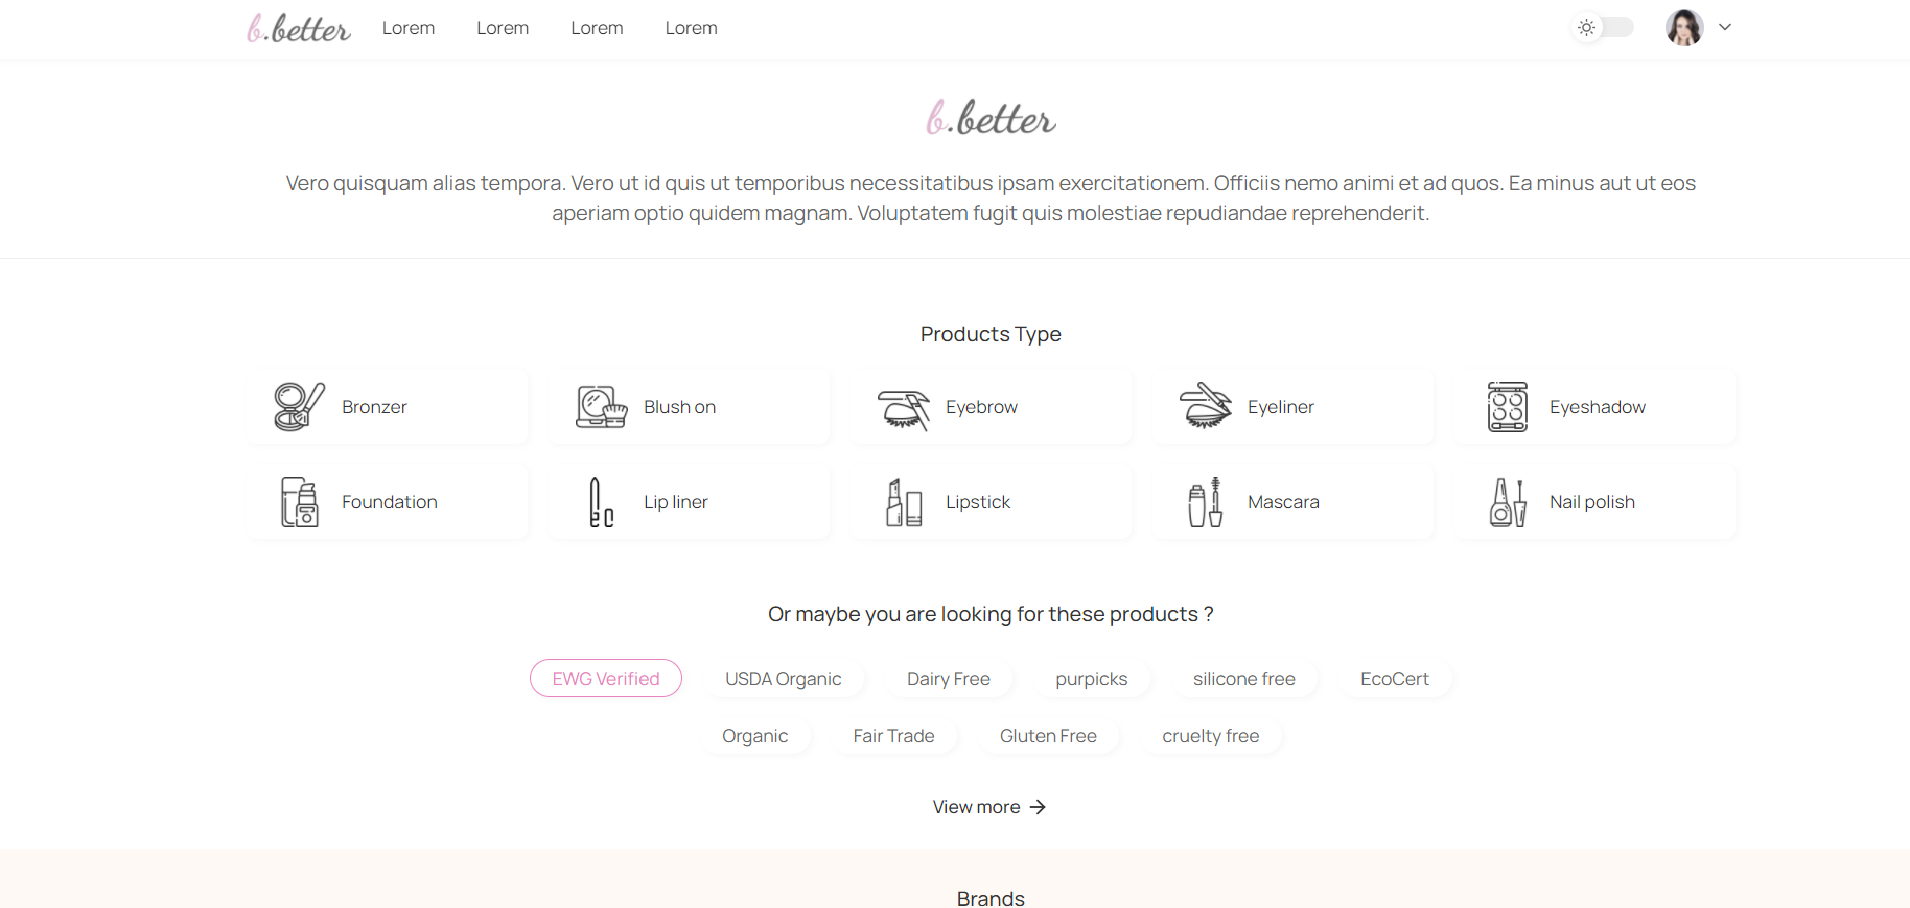 b.better Lorem Lorem Lorem Lorem
b.better
Vero quisquam alias tempora. Vero ut id quis ut temporibus necessitatibus ipsam exercitationem. Officiis nemo animi et ad quos. Ea minus aut ut eos
aperiam optio quidem magnam. Voluptatem fugit quis molestiae repudiandae reprehenderit.
Products Type
Bronzer Blush on Eyebrow Eyeliner Eyeshadow
Foundation Lip liner Lipstick Mascara Nail polish
Or maybe you are looking for these products ?
EWG Verified USDA Organic Dairy Free purpicks silicone free EcoCert
Organic Fair Trade Gluten Free cruelty free
View more
Brands